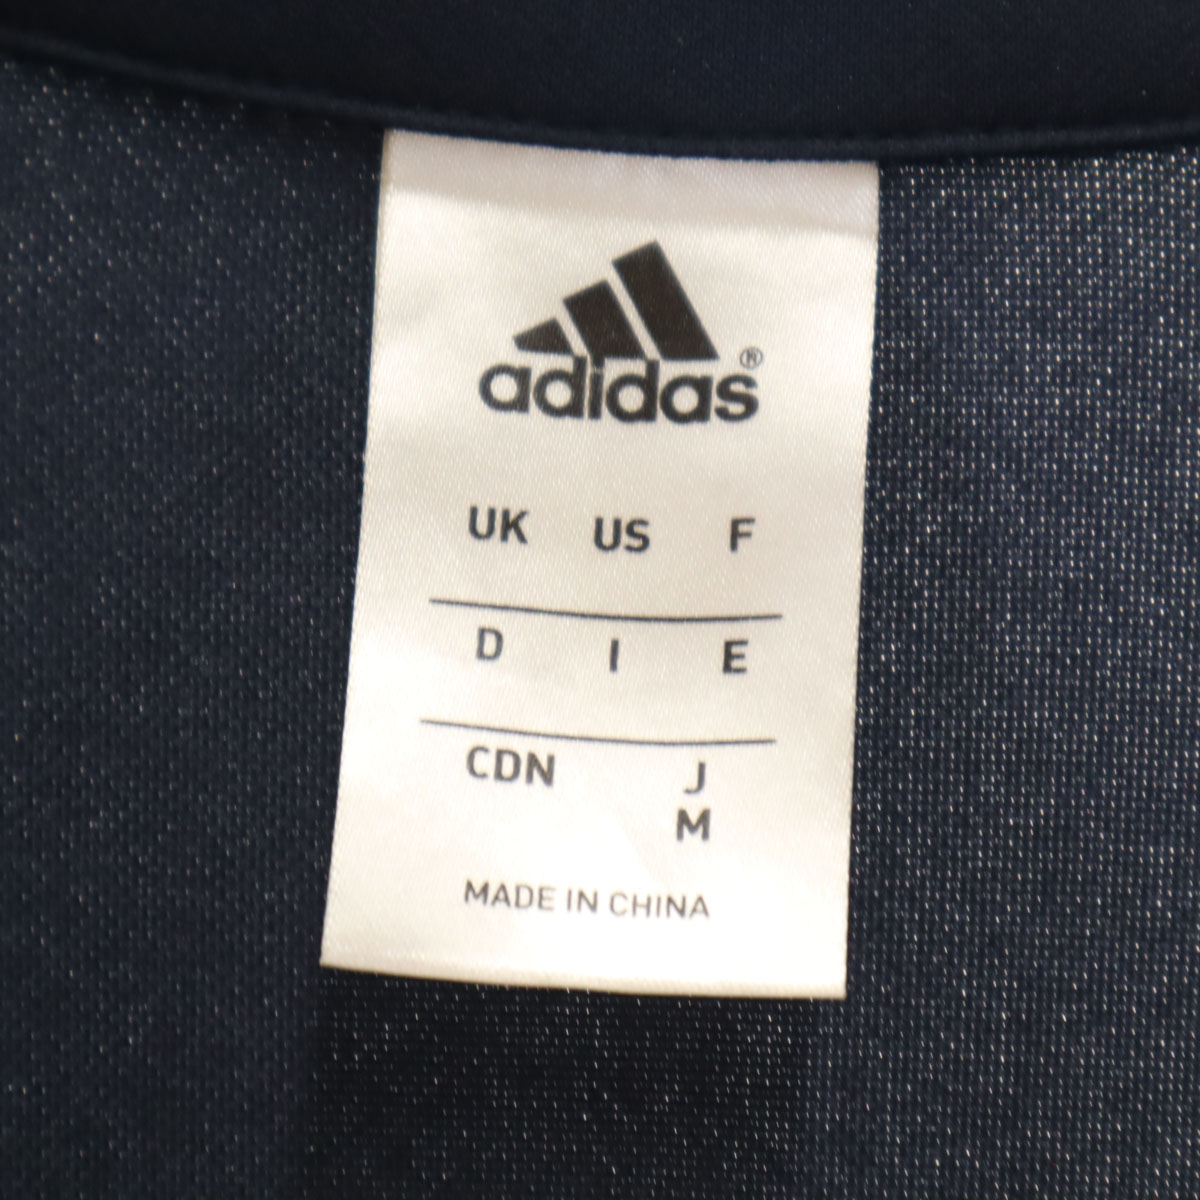 adidas®
UK US F
D I E
CDN J
M
MADE IN CHINA